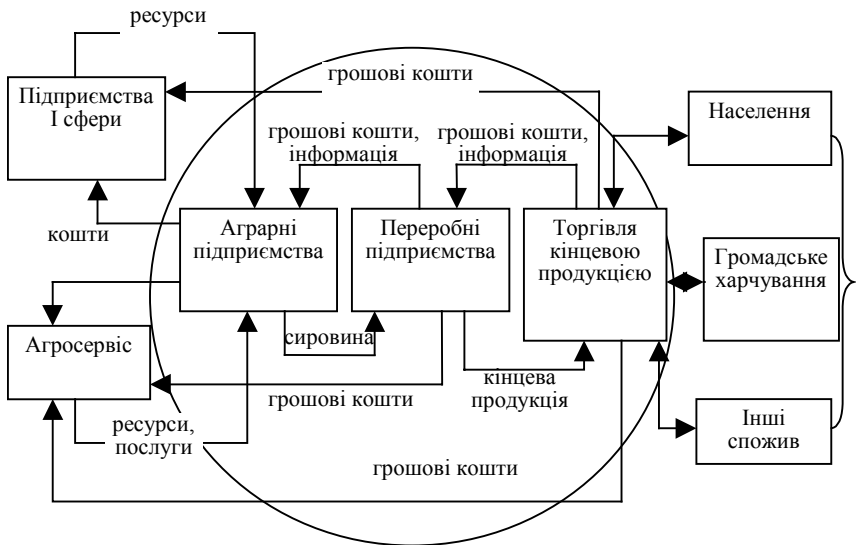 ресурси
грошові кошти
Підприємства
І сфери
Населення
грошові кошти,
інформація
грошові кошти,
інформація
кошти
Аграрні
підприємства
Переробні
підприємства
Торгівля
кінцевою
продукцією
Громадське
харчування
Агросервіс
сировина
кінцева
продукція
грошові кошти
ресурси,
послуги
Інші
спожив
грошові кошти